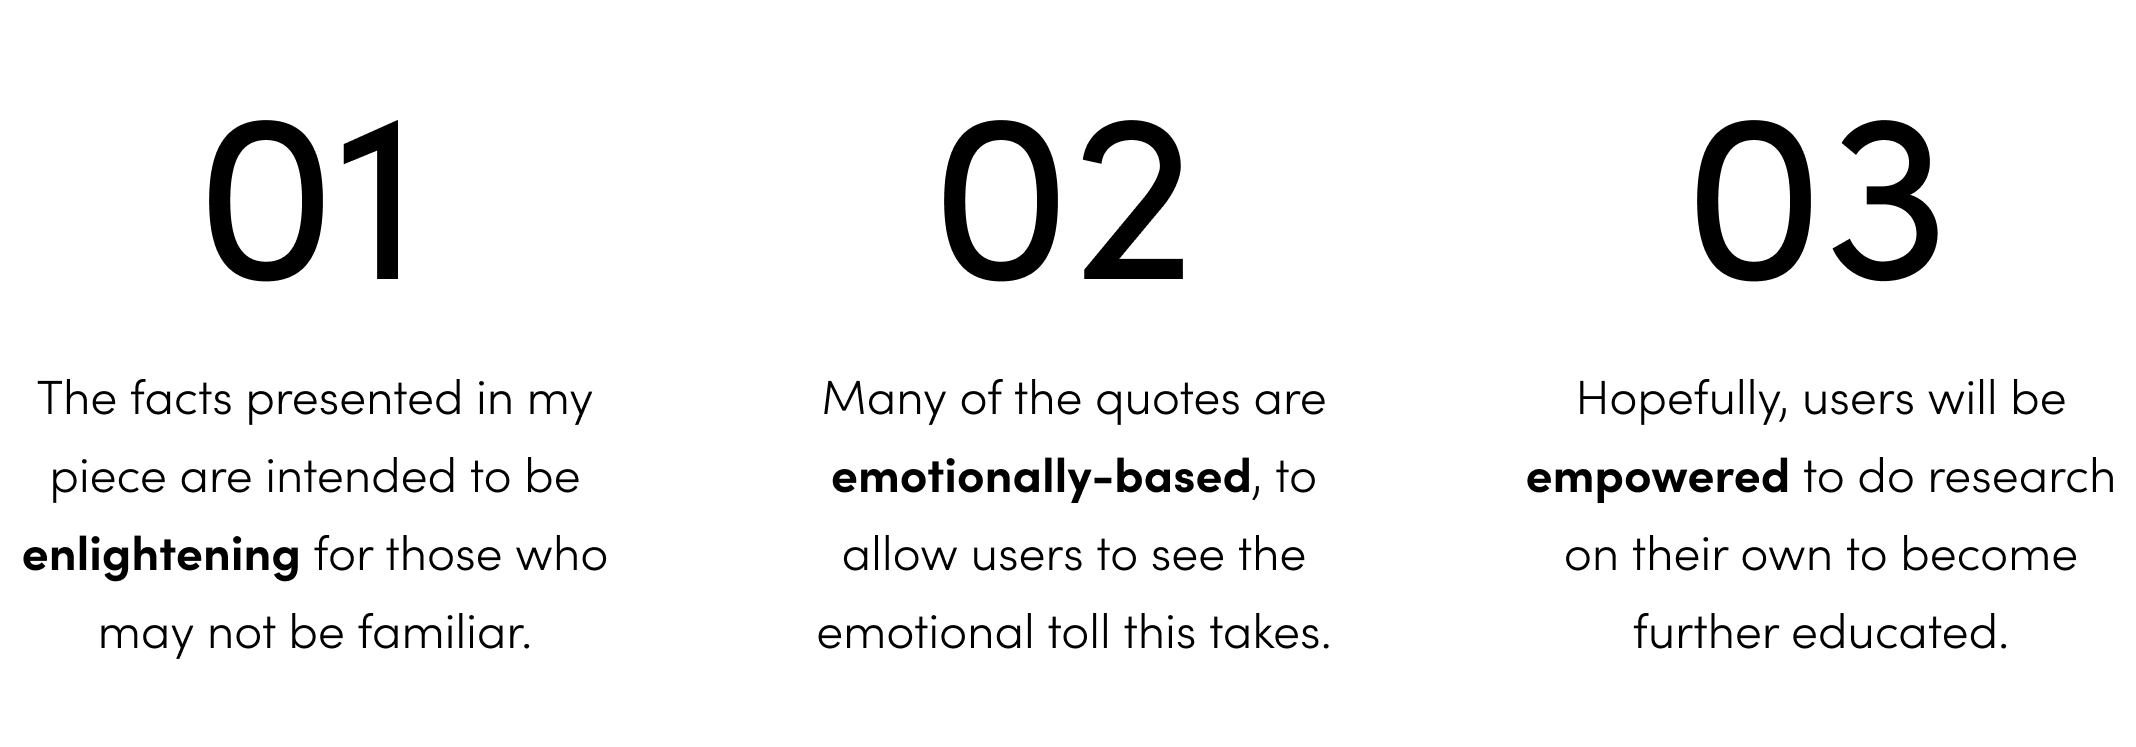 01
The facts presented in my
piece are intended to be
enlightening for those who
may not be familiar.
02
Many of the quotes are
emotionally-based, to
allow users to see the
emotional toll this takes.
03
Hopefully, users will be
empowered to do research
on their own to become
further educated.